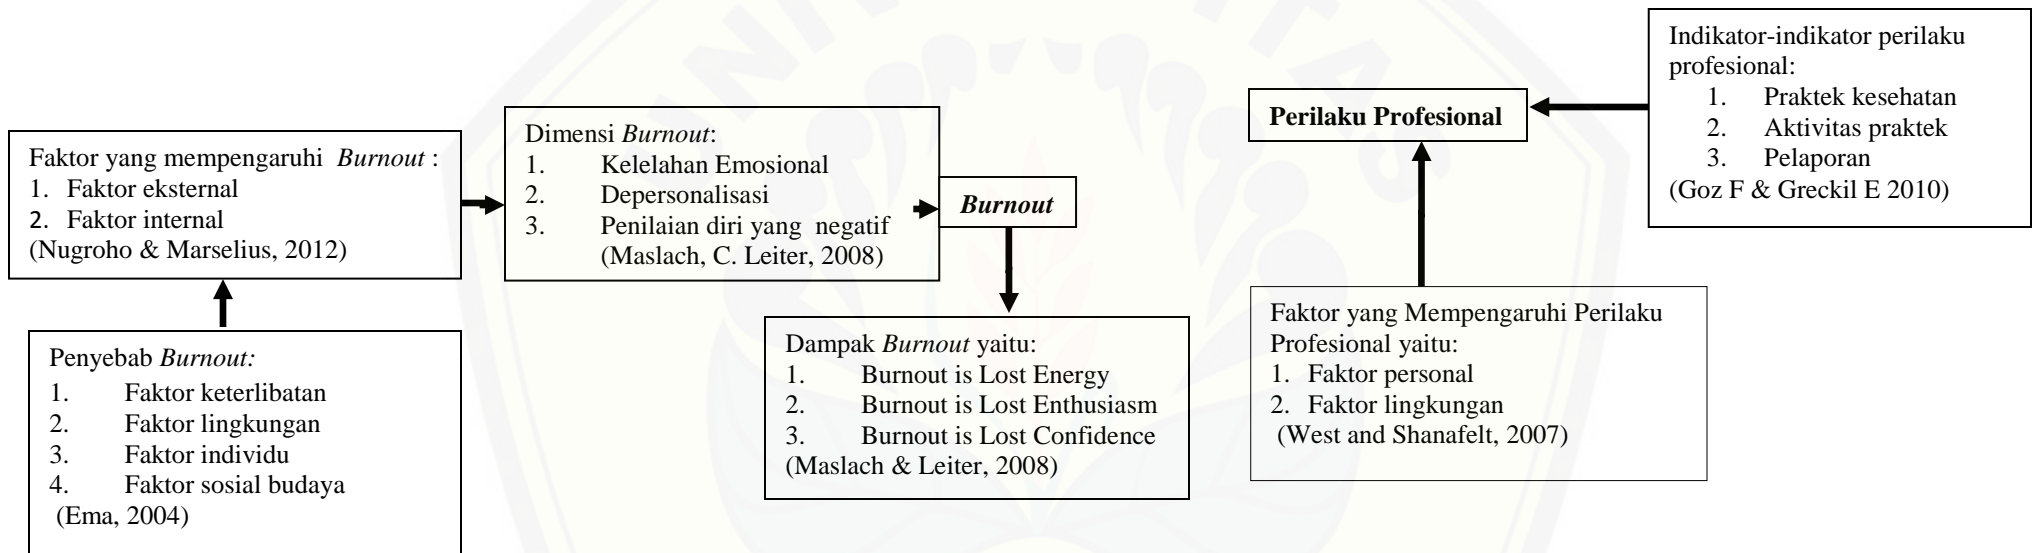 Faktor yang mempengaruhi Burnout :
1. Faktor eksternal
2. Faktor internal
(Nugroho & Marselius, 2012)
Penyebab Burnout:
1. Faktor keterlibatan
2. Faktor lingkungan
3. Faktor individu
4. Faktor sosial budaya
(Ema, 2004)
Dimensi Burnout:
1. Kelelahan Emosional
2. Depersonalisasi
3. Penilaian diri yang negatif
(Maslach, C. Leiter, 2008)
Burnout
Dampak Burnout yaitu:
1. Burnout is Lost Energy
2. Burnout is Lost Enthusiasm
3. Burnout is Lost Confidence
(Maslach & Leiter, 2008)
Perilaku Profesional
Faktor yang Mempengaruhi Perilaku
Profesional yaitu:
1. Faktor personal
2. Faktor lingkungan
(West and Shanafelt, 2007)
Indikator-indikator perilaku
profesional:
1. Praktek kesehatan
2. Aktivitas praktek
3. Pelaporan
(Goz F & Greckil E 2010)